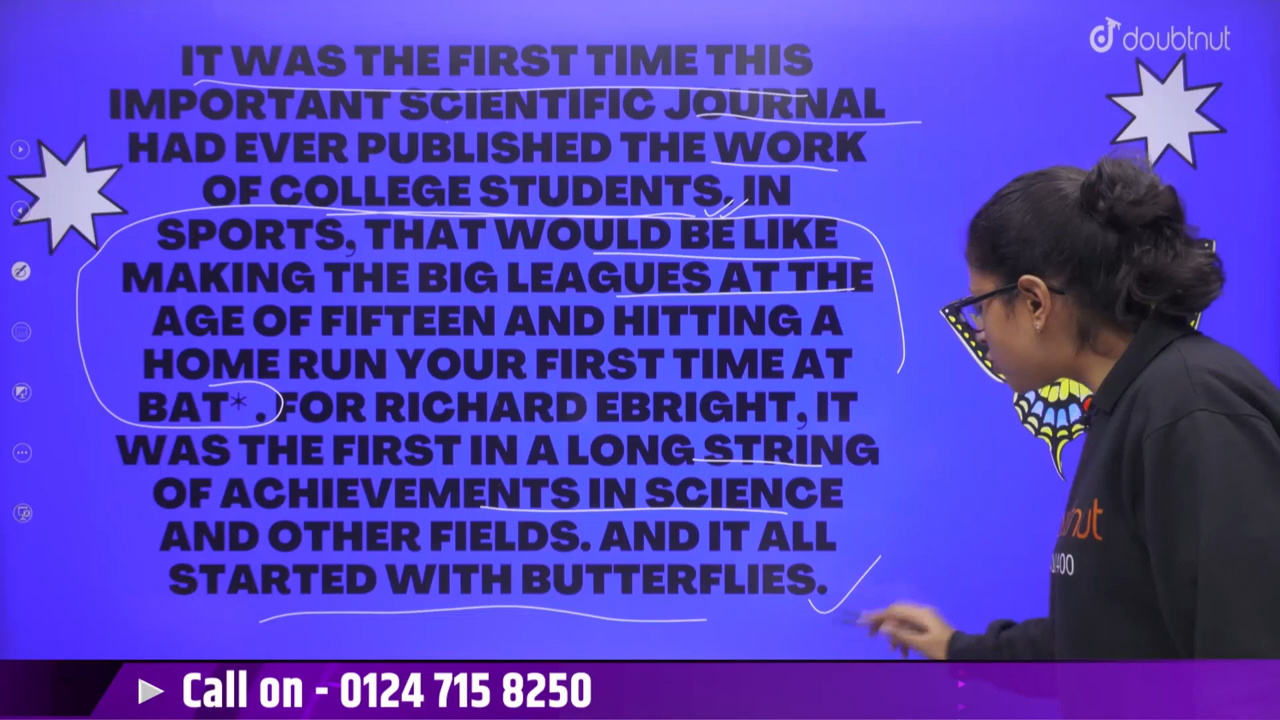 doubtnut
IT WAS THE FIRST TIME THIS
IMPORTANT SCIENTIFIC JOURNAL
HAD EVER PUBLISHED THE WORK
OF COLLEGE STUDENTS. IN
SPORTS, THAT WOULD BE LIKE
MAKING THE BIG LEAGUES AT THE
AGE OF FIFTEEN AND HITTING A
HOME RUN YOUR FIRST TIME AT
BAT* . FOR RICHARD EBRIGHT, IT
WAS THE FIRST IN A LONG STRING
OF ACHIEVEMENTS IN SCIENCE
AND OTHER FIELDS. AND IT ALL
STARTED WITH BUTTERFLIES.
Call on - 0124 715 8250